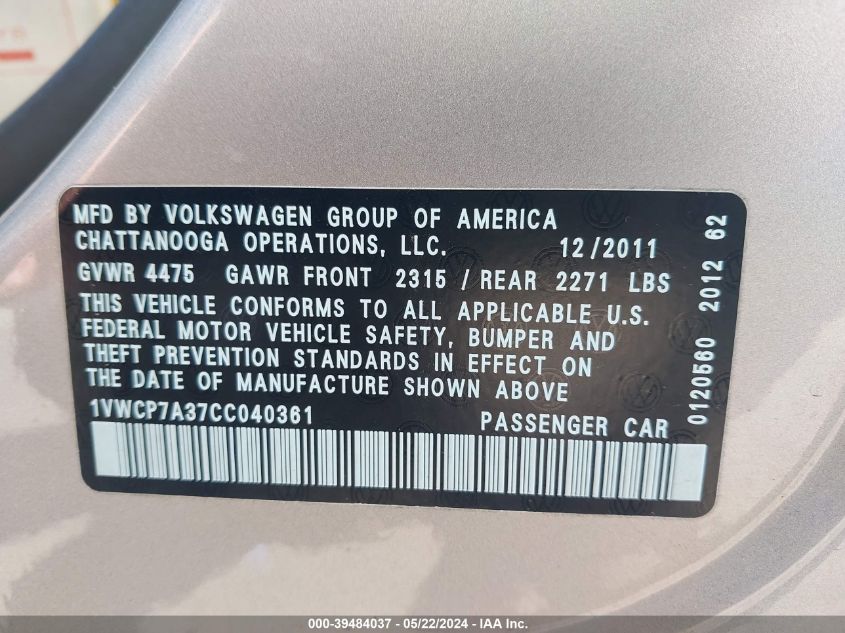 MFD BY VOLKSWAGEN GROUP OF AMERICA
CHATTANOOGA OPERATIONS, LLC. 12/2011
GVWR 4475 GAWR FRONT 2315 / REAR 2271 LBS
THIS VEHICLE CONFORMS TO ALL APPLICABLE U.S.
FEDERAL MOTOR VEHICLE SAFETY, BUMPER AND
THEFT PREVENTION STANDARDS IN EFFECT ON
THE DATE OF MANUFACTURE SHOWN ABOVE
1VWCP7A37CC040361 PASSENGER CAR
0120560 2012 62
000-39484037 - 05/22/2024 - IAA Inc.